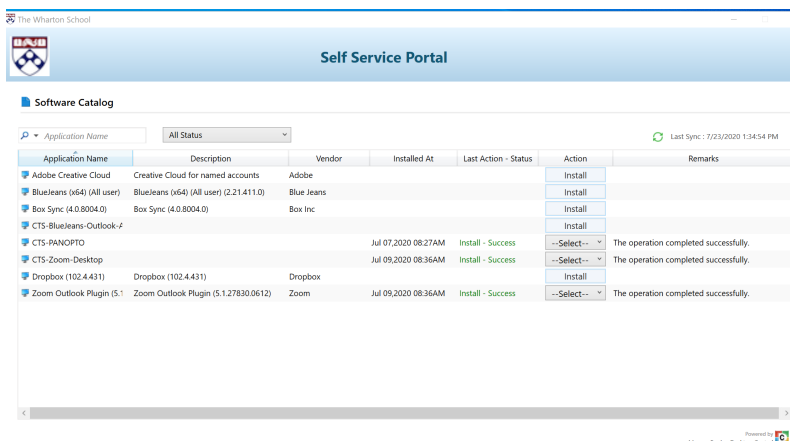 The Wharton School
Self Service Portal
Software Catalog
Application Name All Status Last Sync : 7/23/2020 1:34:54 PM
Application Name Description Vendor Installed At Last Action - Status Action Remarks
Adobe Creative Cloud Creative Cloud for named accounts Adobe Install
BlueJeans (x64) (All user) BlueJeans (x64) (All user) (2.21.411.0) Blue Jeans Install
Box Sync (4.0.8004.0) Box Sync (4.0.8004.0) Box Inc Install
CTS-BlueJeans-Outlook-A Install
CTS-PANOPTO Jul 07,2020 08:27AM Install - Success --Select-- The operation completed successfully.
CTS-Zoom-Desktop Jul 09,2020 08:36AM Install - Success --Select-- The operation completed successfully.
Dropbox (102.4.431) Dropbox (102.4.431) Dropbox Install
Zoom Outlook Plugin (5.1 Zoom Outlook Plugin (5.1.27830.0612) Zoom Jul 09,2020 08:36AM Install - Success --Select-- The operation completed successfully.
Powered by